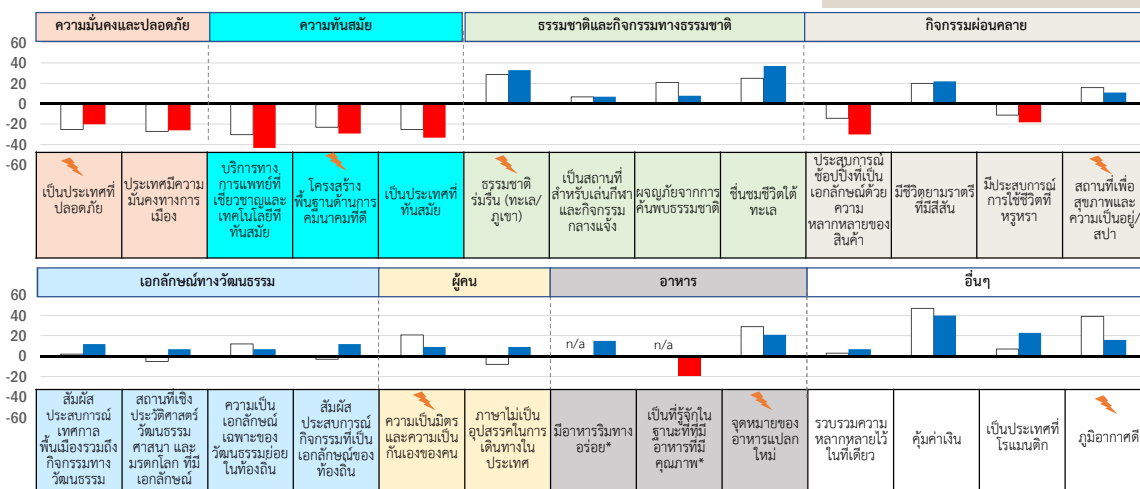 ความมั่นคงและปลอดภัย
ความทันสมัย
ธรรมชาติและกิจกรรมทางธรรมชาติ
กิจกรรมผ่อนคลาย
60
40
20
0
-20
-40
-60
เป็นประเทศที่
ปลอดภัย
ประเทศมีความ
มั่นคงทางการ
เมือง
บริการทาง
การแพทย์ที่
เชี่ยวชาญและ
เทคโนโลยีที่
ทันสมัย
โครงสร้าง
พื้นฐานด้านการ
คมนาคมที่ดี
เป็นประเทศที่
ทันสมัย
ธรรมชาติ
ร่มรื่น (ทะเล/
ภูเขา)
เป็นสถานที่
สำหรับเล่นกีฬา
และกิจกรรม
กลางแจ้ง
ผจญภัยจากการ
ค้นพบธรรมชาติ
ชื่นชมชีวิตใต้
ทะเล
ประสบการณ์
ช้อปปิ้งที่เป็น
เอกลักษณ์ด้วย
ความ
หลากหลายของ
สินค้า
มีชีวิตยามราตรี
ที่มีสีสัน
มีประสบการณ์
การใช้ชีวิตที่
หรูหรา
สถานที่เพื่อ
สุขภาพและ
ความเป็นอยู่/
สปา
เอกลักษณ์ทางวัฒนธรรม
ผู้คน
อาหาร
อื่นๆ
60
40
20
0
-20
-40
-60
n/a
n/a
สัมผัส
ประสบการณ์
เทศกาล
พื้นเมืองรวมถึง
กิจกรรมทาง
วัฒนธรรม
สถานที่เชิง
ประวัติศาสตร์
วัฒนธรรม
ศาสนา และ
มรดกโลก ที่มี
เอกลักษณ์
ความเป็น
เอกลักษณ์
เฉพาะของ
วัฒนธรรมย่อย
ในท้องถิ่น
สัมผัส
ประสบการณ์
กิจกรรมที่เป็น
เอกลักษณ์ของ
ท้องถิ่น
ความเป็นมิตร
และความเป็น
กันเองของคน
ภาษาไม่เป็น
อุปสรรคในการ
เดินทางใน
ประเทศ
มีอาหารริมทาง
อร่อย*
เป็นที่รู้จักใน
ฐานะที่ที่มี
อาหารที่มี
คุณภาพ*
จุดหมายของ
อาหารแปลก
ใหม่
รวบรวมความ
หลากหลายไว้
ในที่เดียว
คุ้มค่าเงิน
เป็นประเทศที่
โรแมนติก
ภูมิอากาศดี